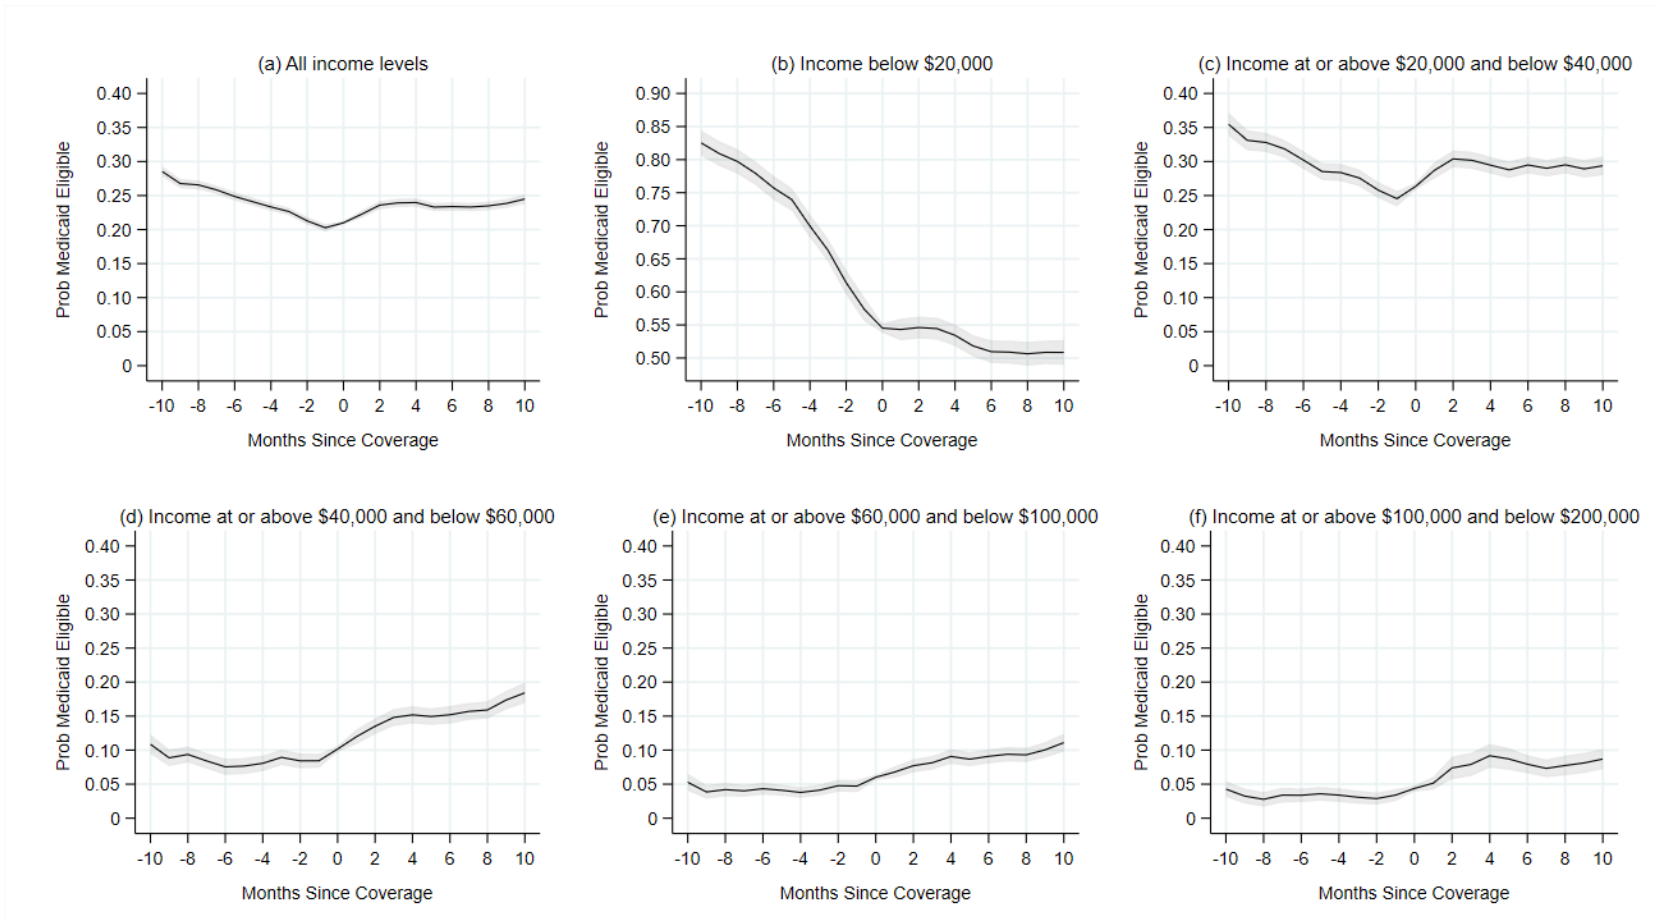 (a) All income levels
0.40
0.35
0.30
0.25
0.20
0.15
0.10
0.05
0
Prob Medicaid Eligible
-10 -8 -6 -4 -2 0 2 4 6 8 10
Months Since Coverage
(b) Income below $20,000
0.90
0.85
0.80
0.75
0.70
0.65
0.60
0.55
0.50
Prob Medicaid Eligible
-10 -8 -6 -4 -2 0 2 4 6 8 10
Months Since Coverage
(c) Income at or above $20,000 and below $40,000
0.40
0.35
0.30
0.25
0.20
0.15
0.10
0.05
0
Prob Medicaid Eligible
-10 -8 -6 -4 -2 0 2 4 6 8 10
Months Since Coverage
(d) Income at or above $40,000 and below $60,000
0.40
0.35
0.30
0.25
0.20
0.15
0.10
0.05
0
Prob Medicaid Eligible
-10 -8 -6 -4 -2 0 2 4 6 8 10
Months Since Coverage
(e) Income at or above $60,000 and below $100,000
0.40
0.35
0.30
0.25
0.20
0.15
0.10
0.05
0
Prob Medicaid Eligible
-10 -8 -6 -4 -2 0 2 4 6 8 10
Months Since Coverage
(f) Income at or above $100,000 and below $200,000
0.40
0.35
0.30
0.25
0.20
0.15
0.10
0.05
0
Prob Medicaid Eligible
-10 -8 -6 -4 -2 0 2 4 6 8 10
Months Since Coverage